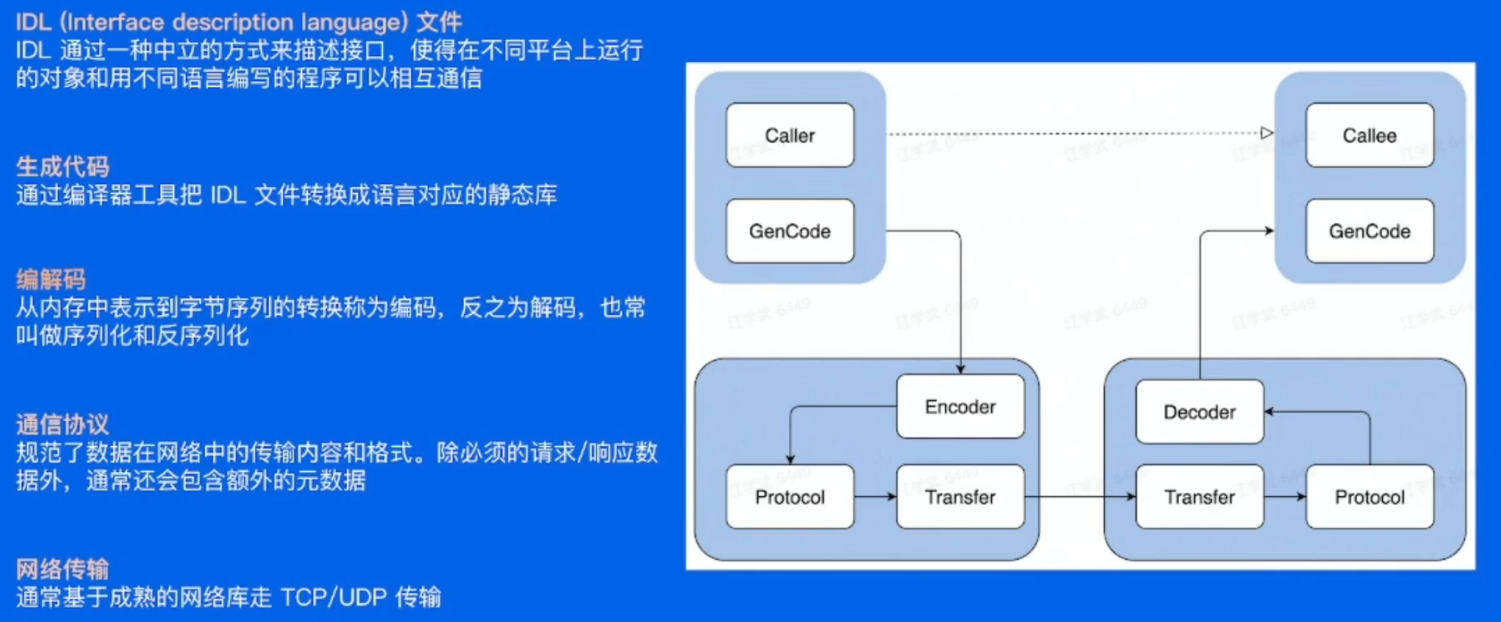 IDL (Interface description language) 文件
IDL 通过一种中立的方式来描述接口，使得在不同平台上运行
的对象和用不同语言编写的程序可以相互通信
生成代码
通过编译器工具把 IDL 文件转换成语言对应的静态库
编解码
从内存中表示到字节序列的转换称为编码，反之为解码，也常
叫做序列化和反序列化
通信协议
规范了数据在网络中的传输内容和格式。除必须的请求/响应数
据外，通常还会包含额外的元数据
网络传输
通常基于成熟的网络库走 TCP/UDP 传输
Caller
Callee
GenCode
GenCode
Encoder
Decoder
Protocol
Transfer
Transfer
Protocol